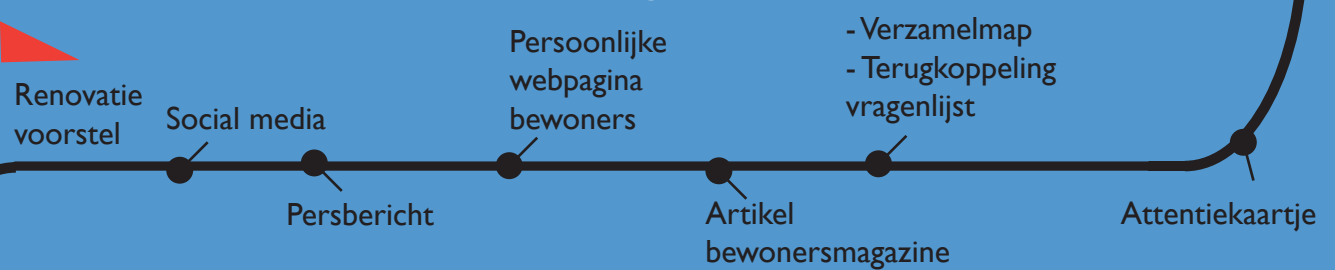 Renovatie
voorstel
Social media
Persbericht
Persoonlijke
webpagina
bewoners
Artikel
bewonersmagazine
- Verzamelmap
- Terugkoppeling
vragenlijst
Attentiekaartje